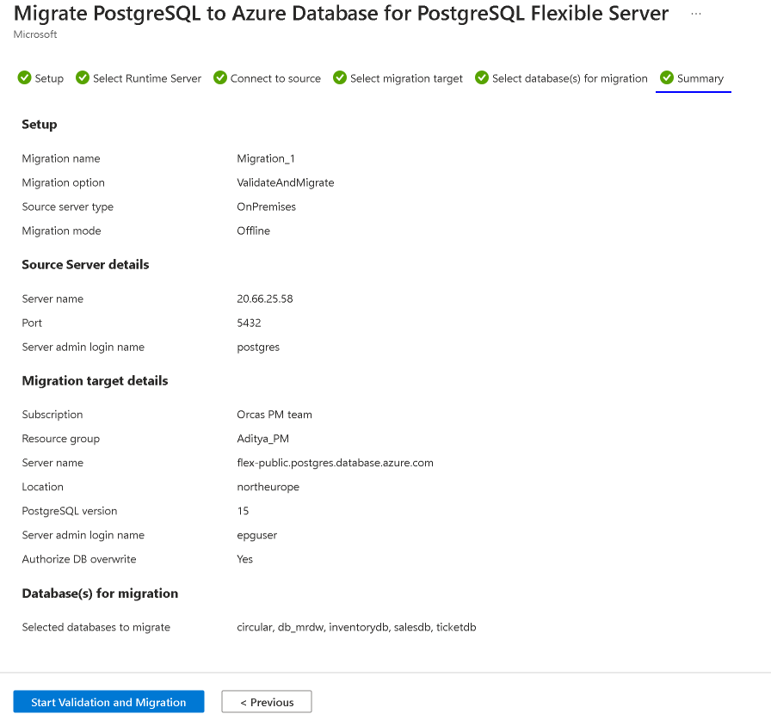 Migrate PostgreSQL to Azure Database for PostgreSQL Flexible Server ...
Microsoft
Setup Select Runtime Server Connect to source Select migration target Select database(s) for migration Summary
Setup
Migration name Migration_1
Migration option ValidateAndMigrate
Source server type OnPremises
Migration mode Offline
Source Server details
Server name 20.66.25.58
Port 5432
Server admin login name postgres
Migration target details
Subscription Orcas PM team
Resource group Aditya_PM
Server name flex-public.postgres.database.azure.com
Location northeurope
PostgreSQL version 15
Server admin login name epguser
Authorize DB overwrite Yes
Database(s) for migration
Selected databases to migrate circular, db_mrdw, inventorydb, salesdb, ticketdb
Start Validation and Migration < Previous